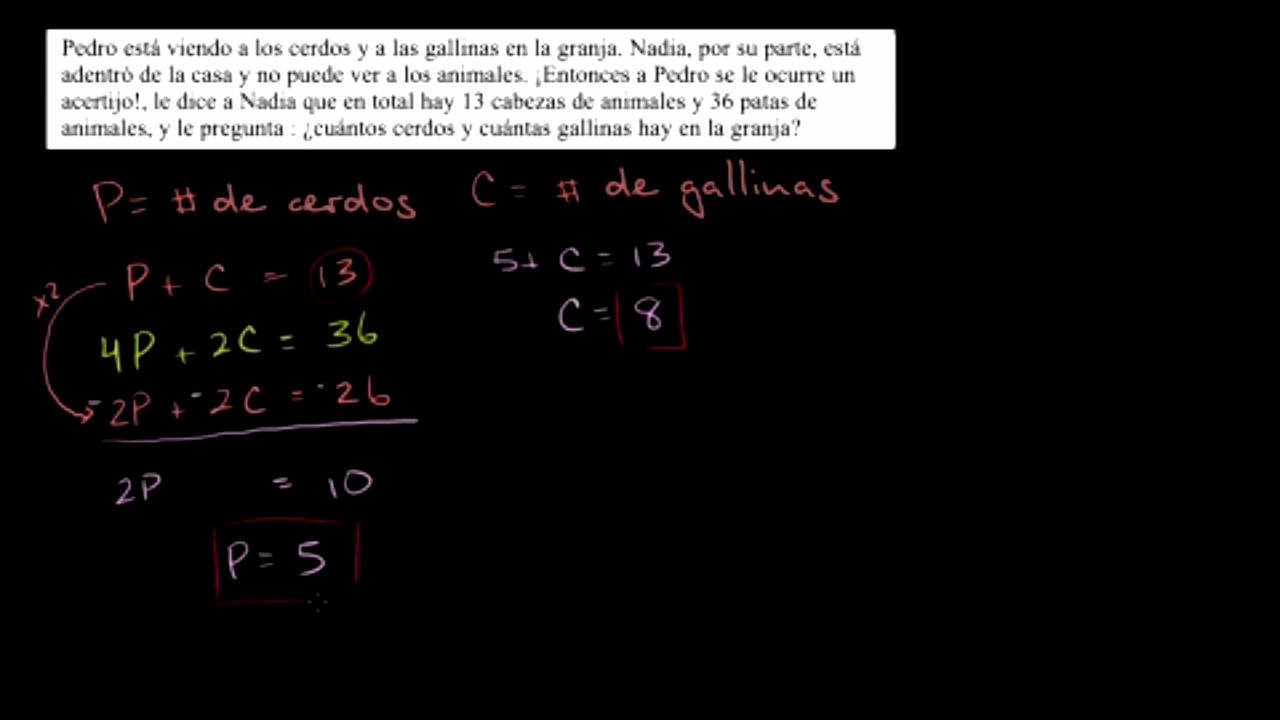 Pedro está viendo a los cerdos y a las gallinas en la granja. Nadia, por su parte, está
adentró de la casa y no puede ver a los animales. ¡Entonces a Pedro se le ocurre un
acertijo!, le dice a Nadia que en total hay 13 cabezas de animales y 36 patas de
animales, y le pregunta : ¿cuántos cerdos y cuántas gallinas hay en la granja?
P = # de cerdos
C = # de gallinas
P + C = 13
x2
4P + 2C = 36
-2P + -2C = -26
2P = 10
P = 5
5+ C = 13
C = 8